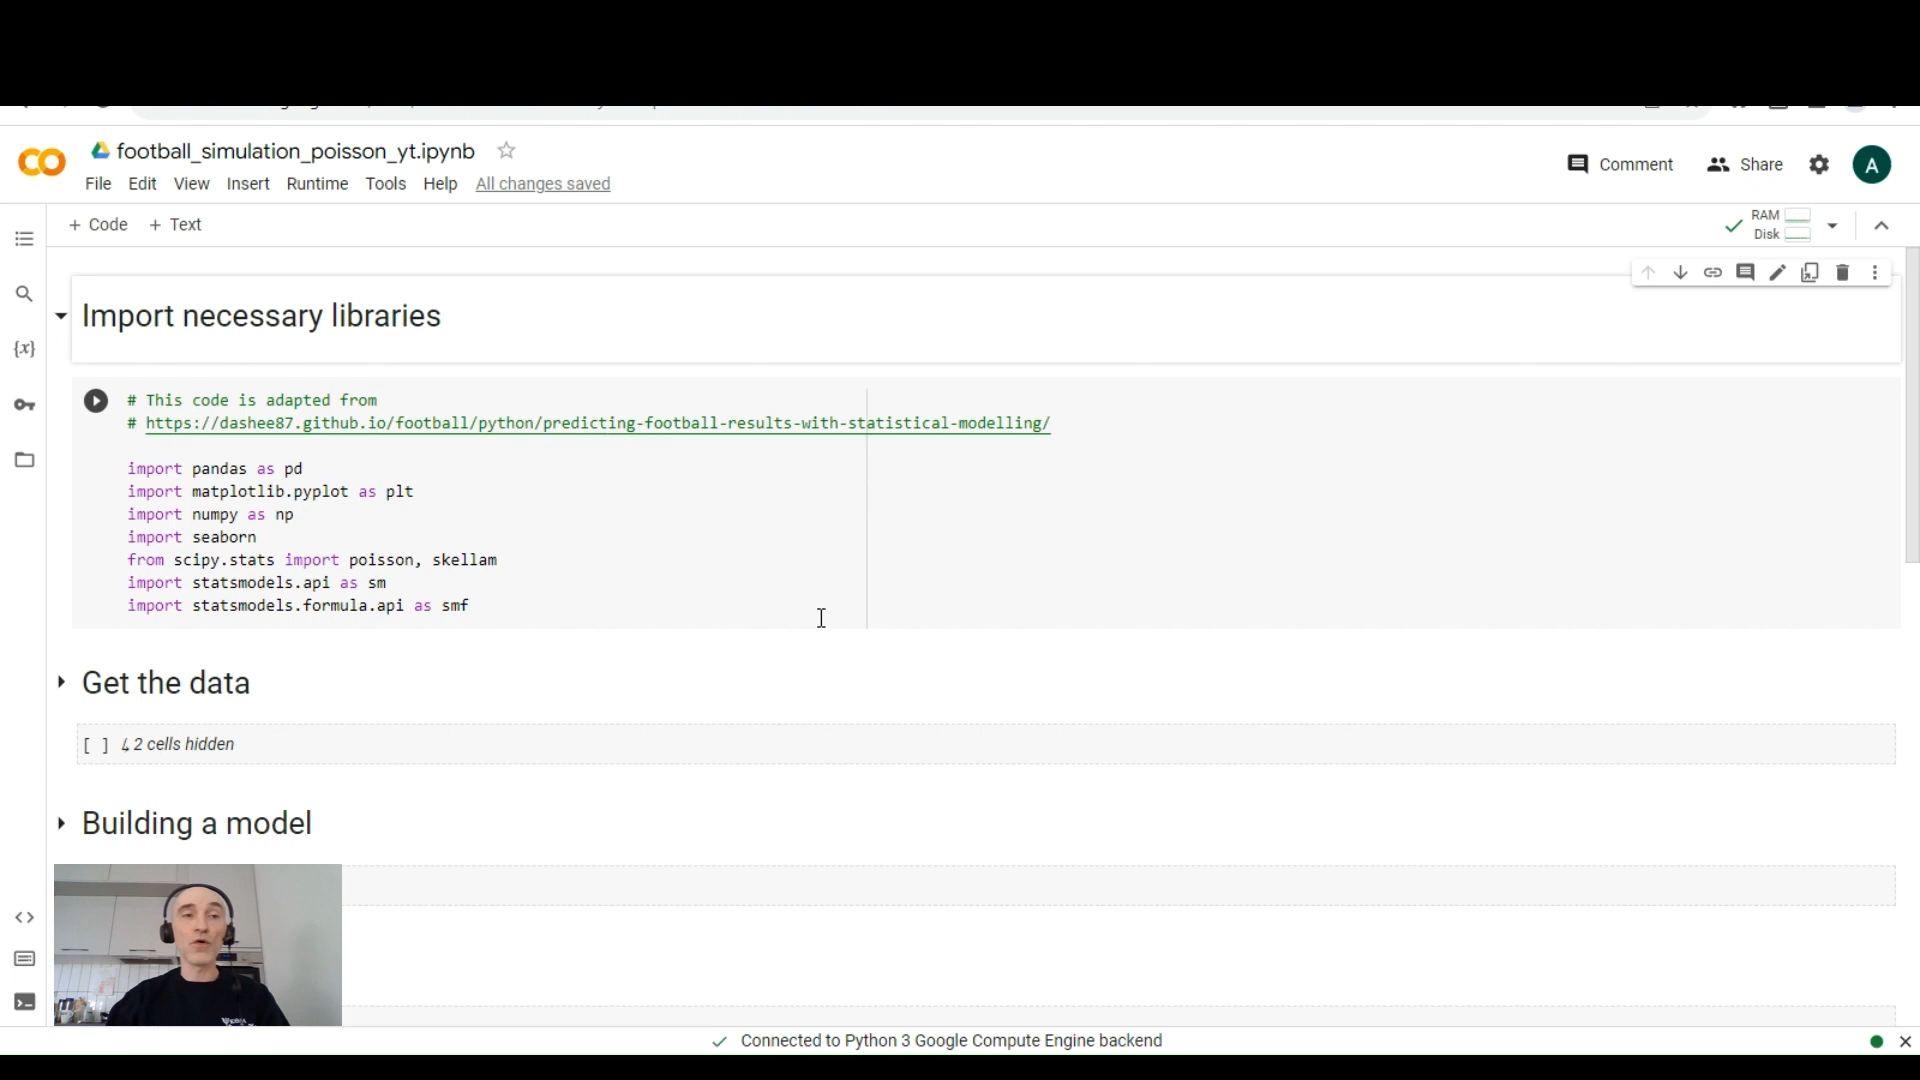 football_simulation_poisson_yt.ipynb
File Edit View Insert Runtime Tools Help All changes saved
Comment Share A
+ Code + Text
RAM
Disk
Import necessary libraries
# This code is adapted from
# https://dashee87.github.io/football/python/predicting-football-results-with-statistical-modelling/
import pandas as pd
import matplotlib.pyplot as plt
import numpy as np
import seaborn
from scipy.stats import poisson, skellam
import statsmodels.api as sm
import statsmodels.formula.api as smf
Get the data
[ ] ↳ 2 cells hidden
Building a model
Connected to Python 3 Google Compute Engine backend